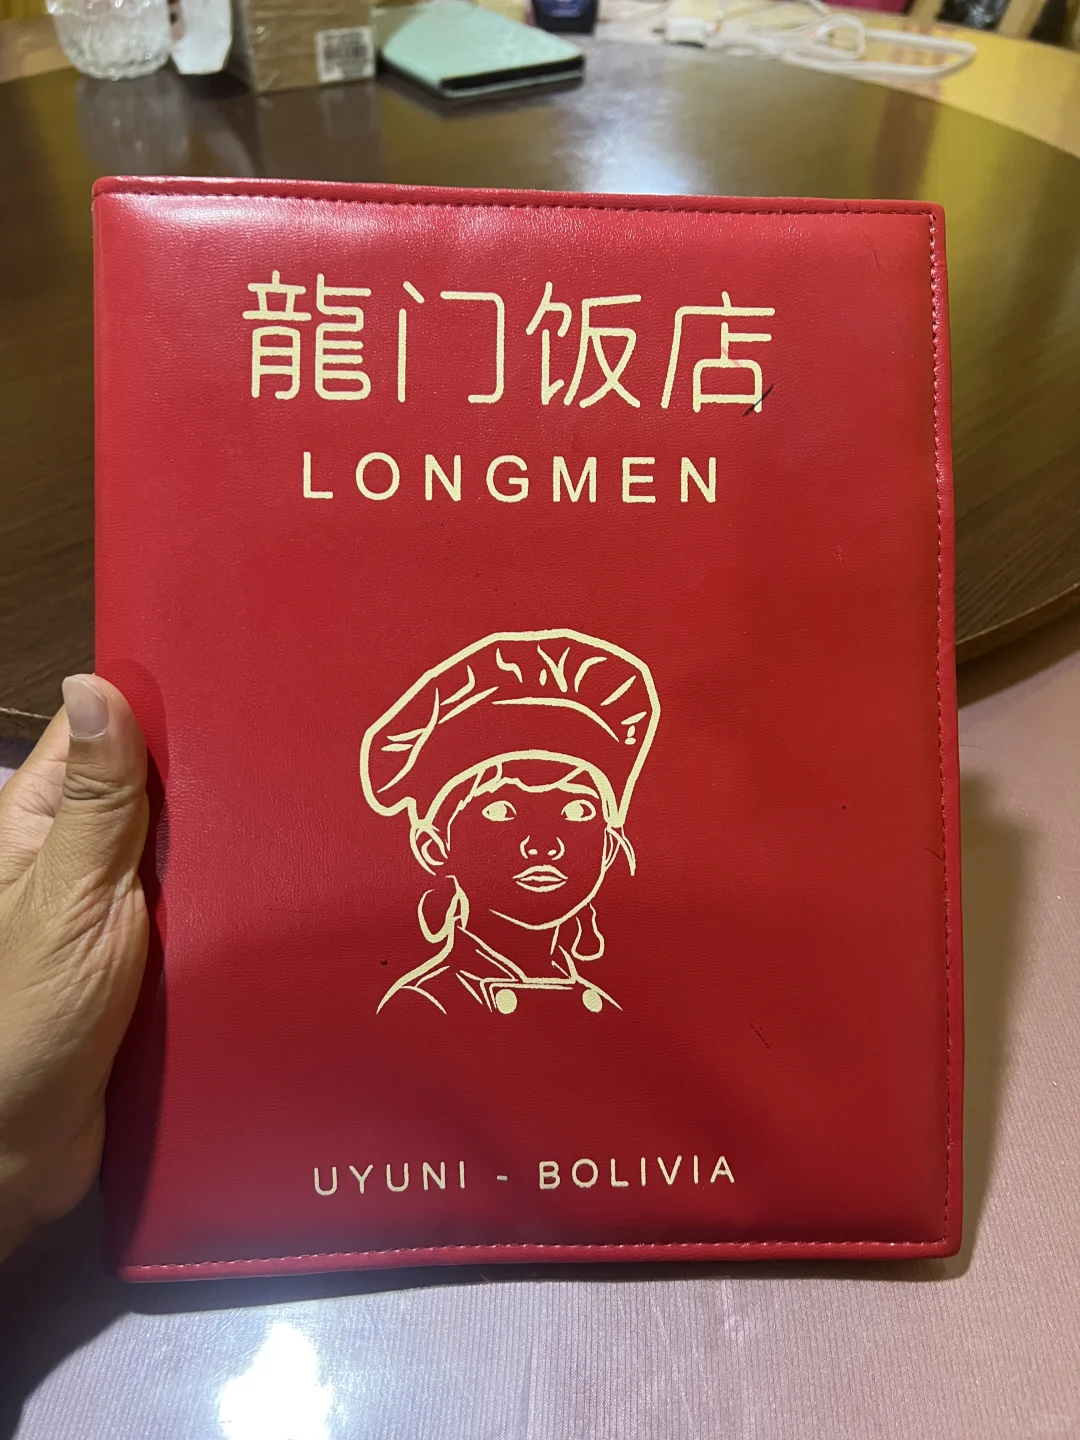 龍门饭店
LONGMEN
UYUNI - BOLIVIA